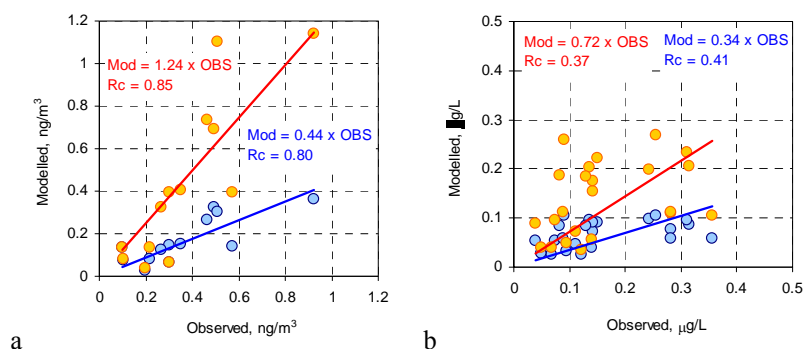 Modelled, ng/m³
1.2
1
0.8
0.6
0.4
0.2
0
Mod = 1.24 x OBS
Rc = 0.85
Mod = 0.44 x OBS
Rc = 0.80
0
0.2
0.4
0.6
0.8
1
1.2
Observed, ng/m³
a
Modelled, g/L
0.5
0.4
0.3
0.2
0.1
0
Mod = 0.72 x OBS
Rc = 0.37
Mod = 0.34 x OBS
Rc = 0.41
0
0.1
0.2
0.3
0.4
0.5
Observed, μg/L
b